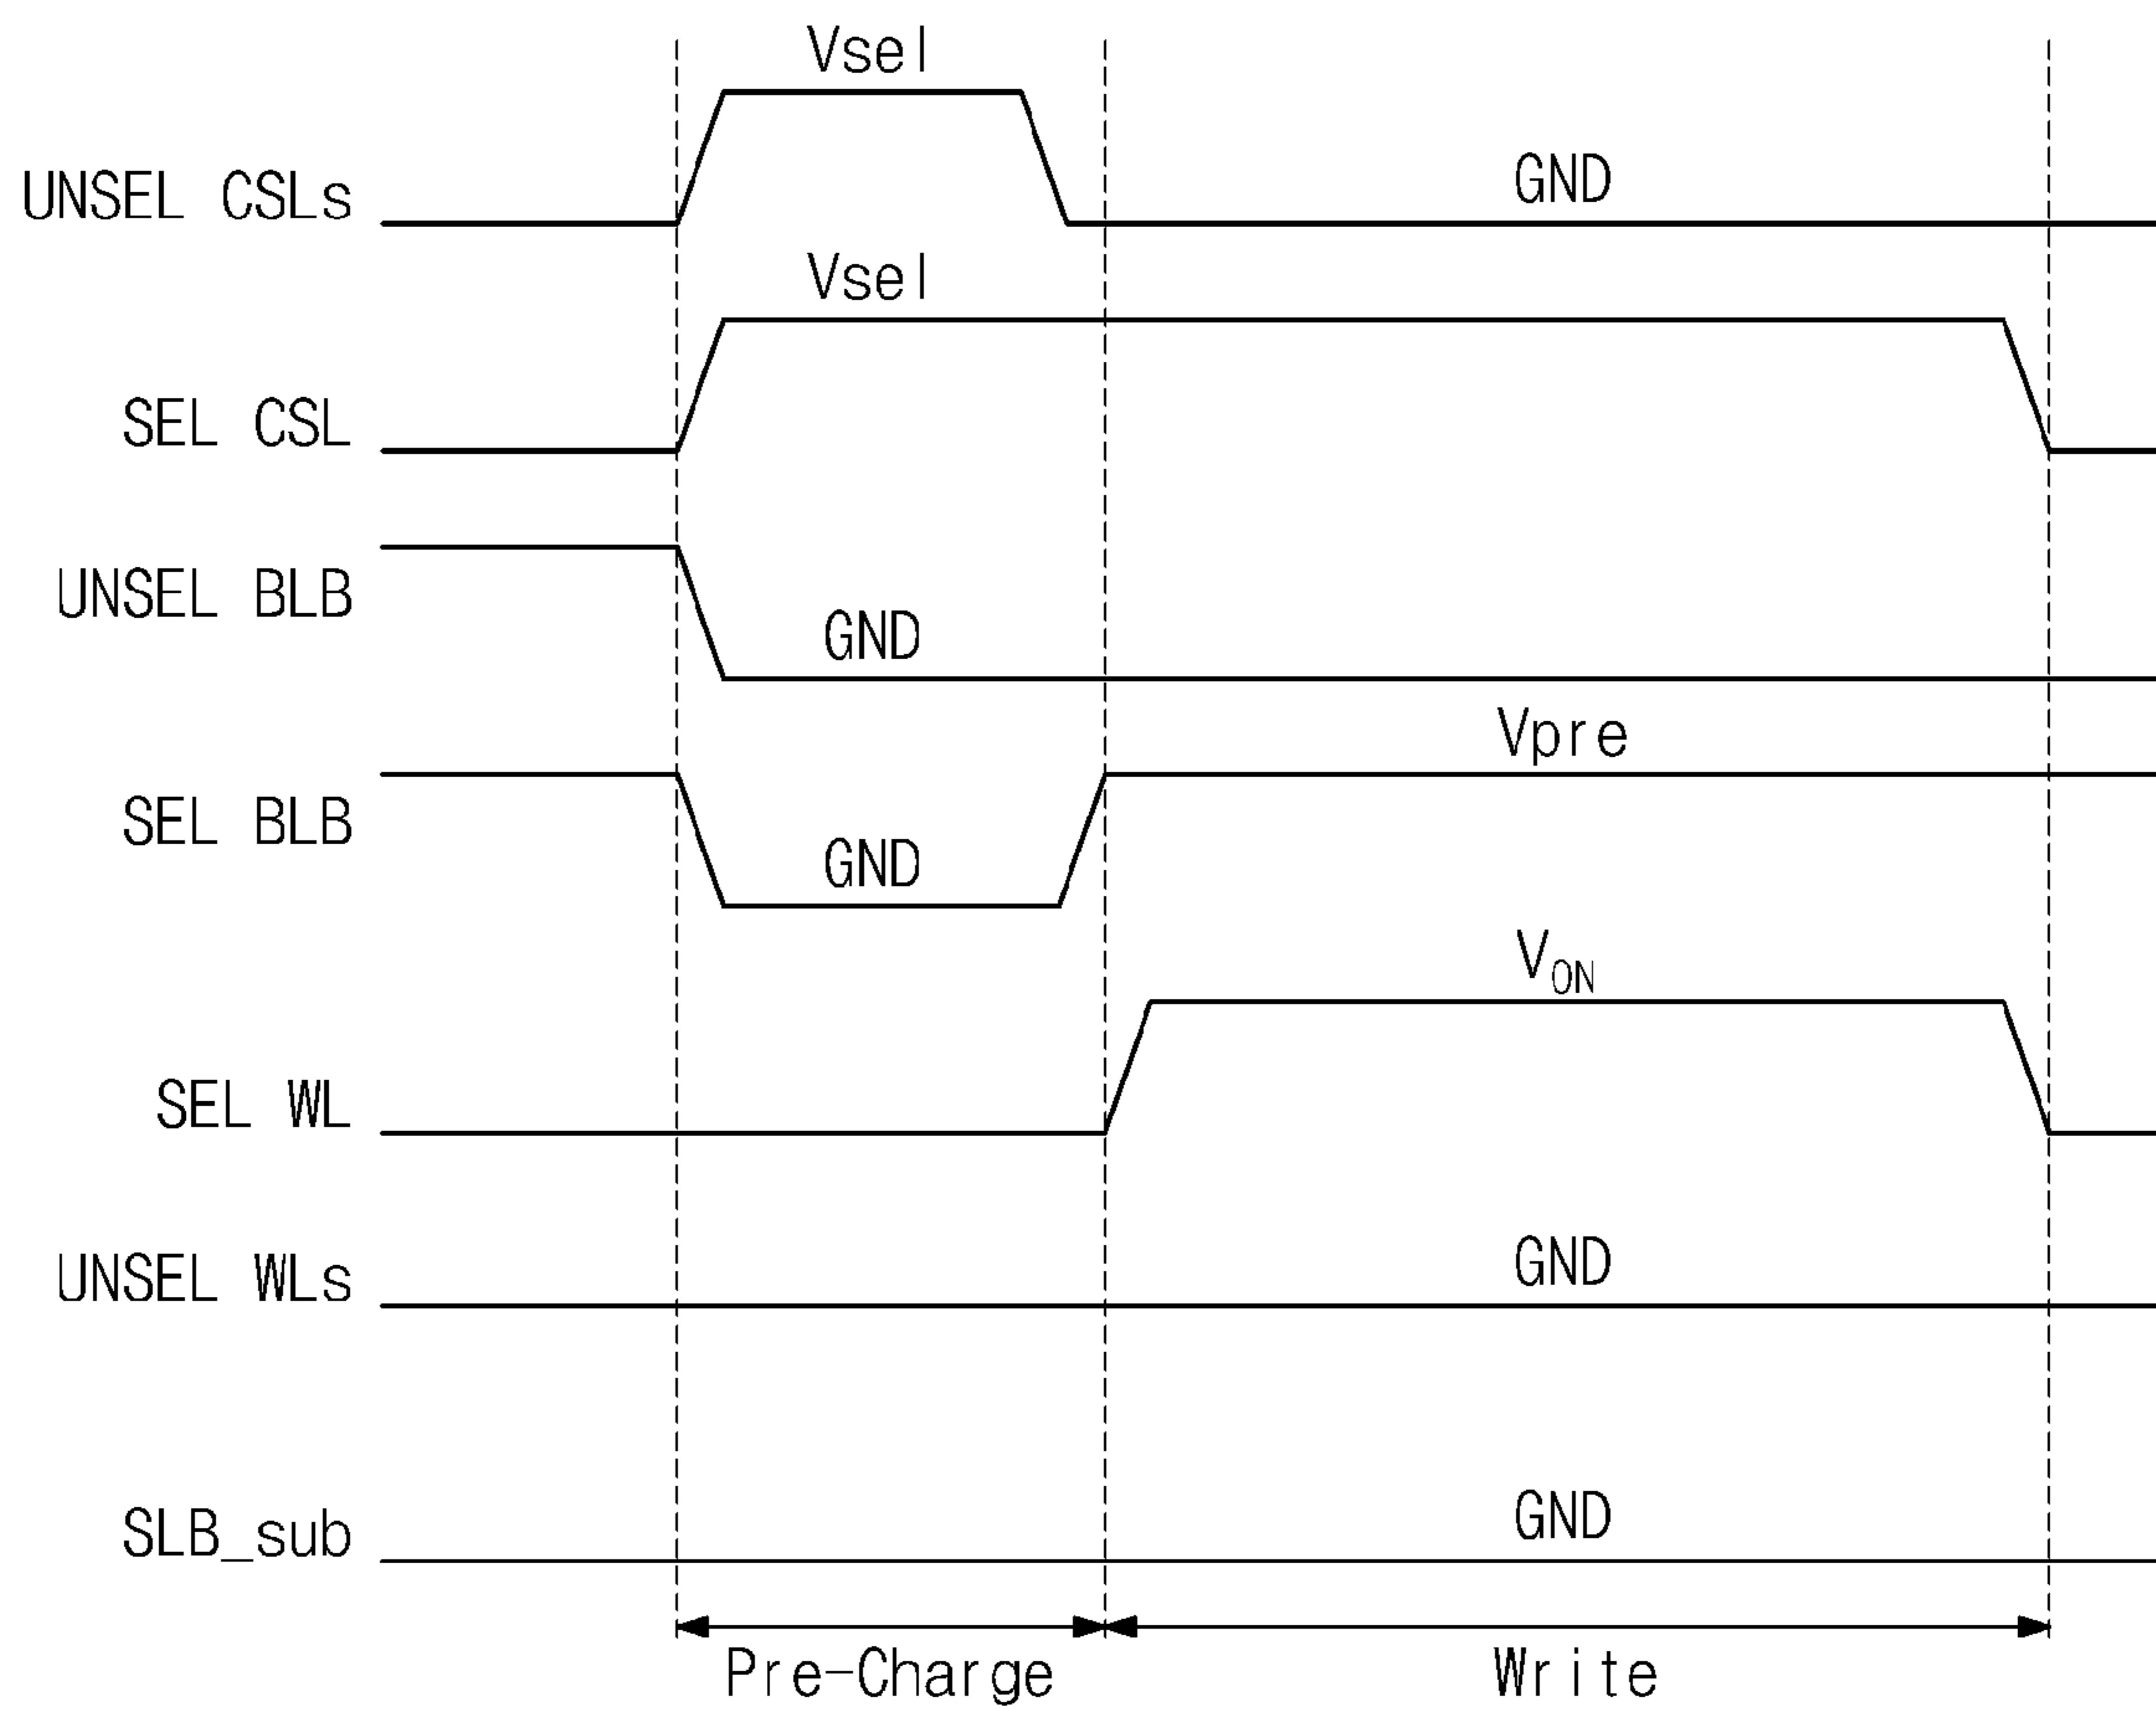 Vsel
UNSEL CSLs
GND
Vsel
SEL CSL
UNSEL BLB
GND
Vpre
SEL BLB
GND
VON
SEL WL
GND
UNSEL WLs
GND
SLB_sub
Pre-Charge Write